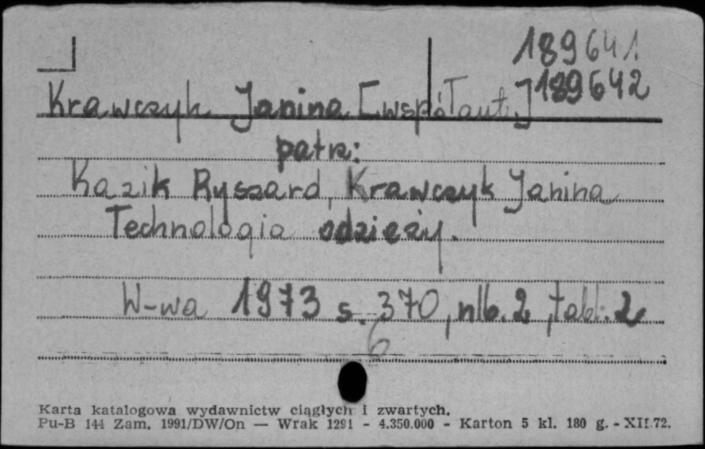 189641
189642
Krawczyk Janina [współaut.]
patrz:
Kazik Ryszard, Krawczyk Janina
Technologia odzieży.
W-wa 1973 s. 370, nlb. 2, tabl. 2
6
Karta katalogowa wydawnictw ciągłych i zwartych.
Pu-B 144 Zam. 1991/DW/On — Wrak 1291 - 4.350.000 - Karton 5 kl. 180 g. - XII.72.